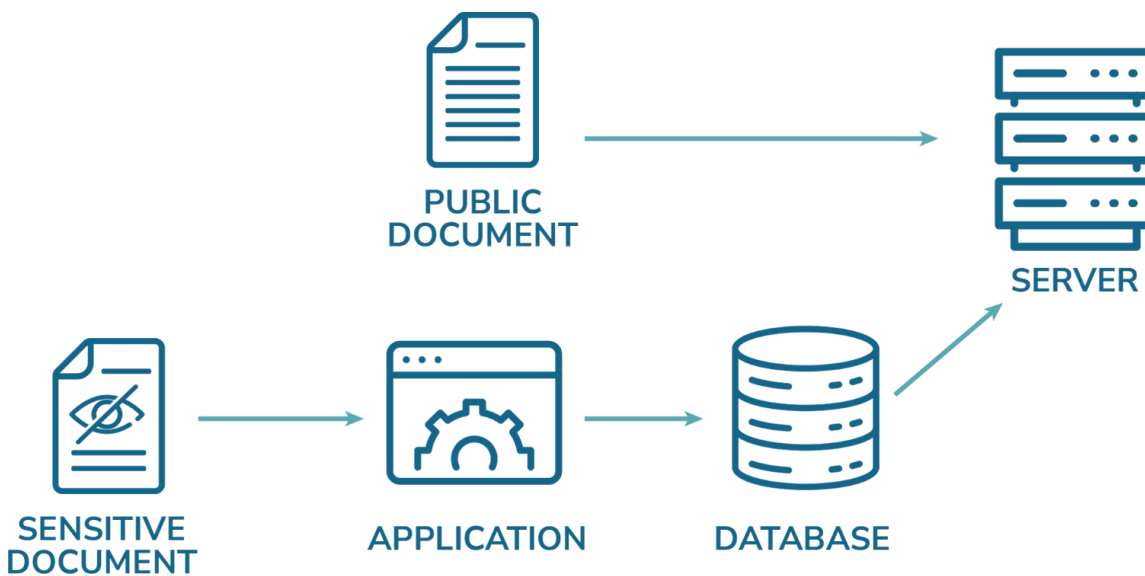 PUBLIC
DOCUMENT
SERVER
SENSITIVE
DOCUMENT
APPLICATION
DATABASE